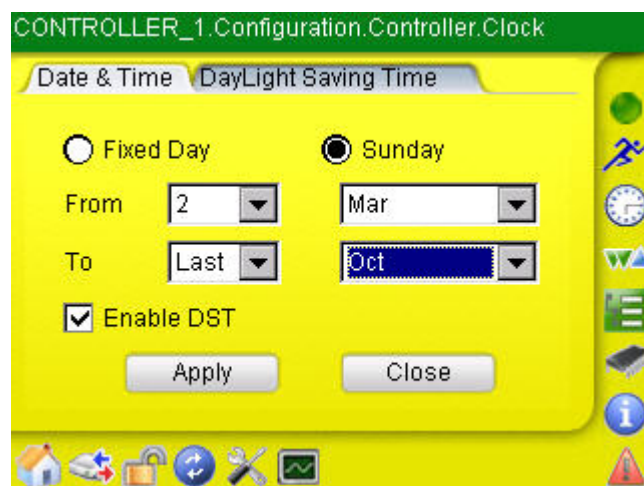 CONTROLLER_1.Configuration.Controller.Clock
Date & Time DayLight Saving Time
Fixed Day Sunday
From 2 Mar
To Last Oct
Enable DST
Apply Close